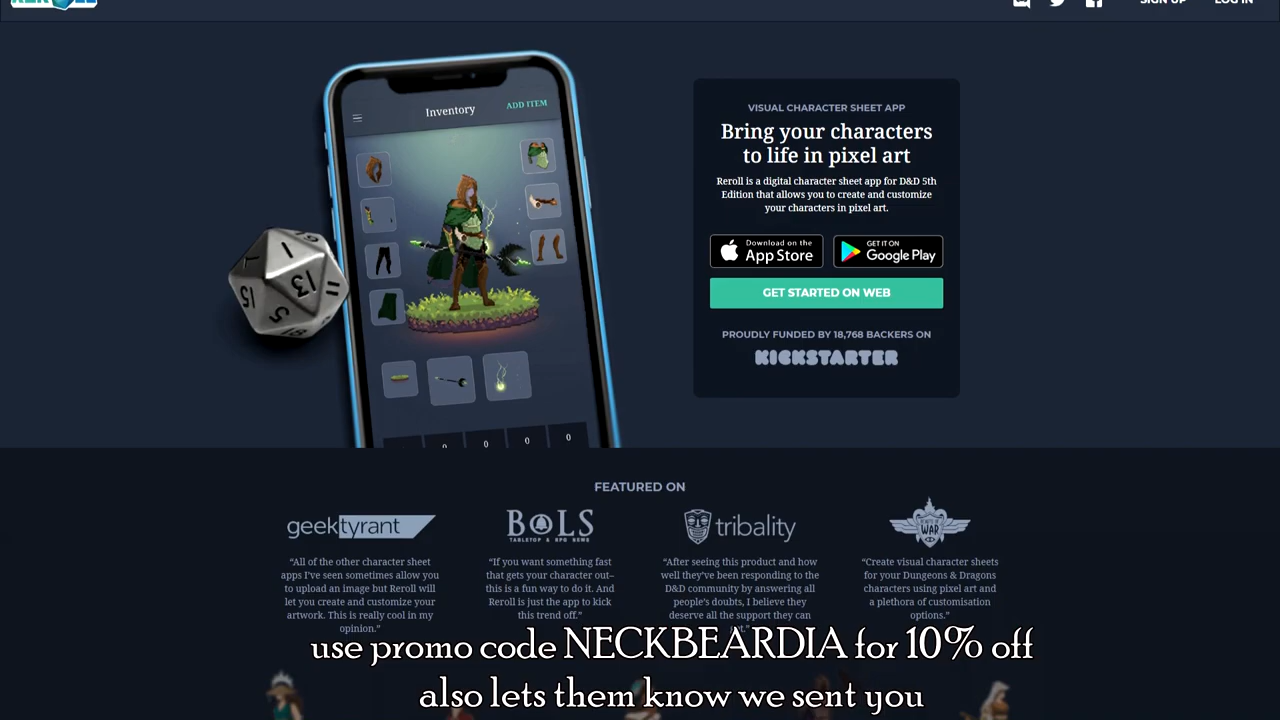 SIGN UP LOG IN
Inventory
ADD ITEM
VISUAL CHARACTER SHEET APP
Bring your characters
to life in pixel art
Reroll is a digital character sheet app for D&D 5th
Edition that allows you to create and customize
your characters in pixel art.
Download on the
App Store
GET IT ON
Google Play
GET STARTED ON WEB
PROUDLY FUNDED BY 18,768 BACKERS ON
KICKSTARTER
1
13
15
5
0 0 0 0
FEATURED ON
geektyrant
BOLS
TABLETOP & RPG NEWS
tribality
WAR
“All of the other character sheet
apps I've seen sometimes allow you
to upload an image but Reroll will
let you create and customize your
artwork. This is really cool in my
opinion.”
“If you want something fast
that gets your character out–
this is a fun way to do it. And
Reroll is just the app to kick
this trend off.”
“After seeing this product and how
well they've been responding to the
D&D community by answering all
people's doubts, I believe they
deserve all the support they can
“Create visual character sheets
for your Dungeons & Dragons
characters using pixel art and
a plethora of customisation
options.”
use promo code NECKBEARDIA for 10% off
also lets them know we sent you